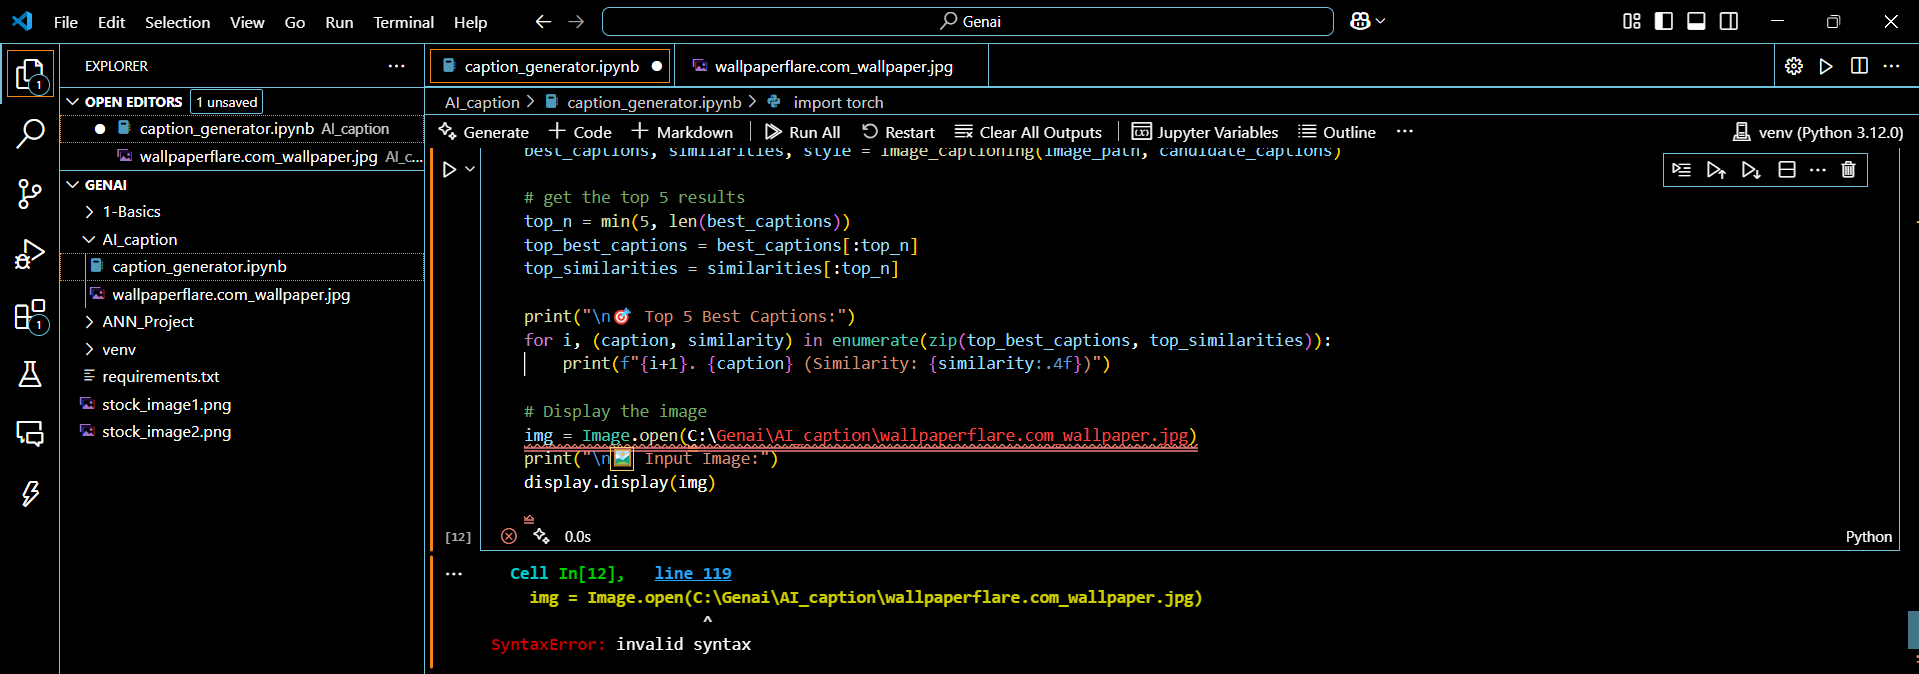 File Edit Selection View Go Run Terminal Help
Genai
EXPLORER
OPEN EDITORS 1 unsaved
caption_generator.ipynb AI_caption
wallpaperflare.com_wallpaper.jpg AI_c...
GENAI
1-Basics
AI_caption
caption_generator.ipynb
wallpaperflare.com_wallpaper.jpg
ANN_Project
venv
requirements.txt
stock_image1.png
stock_image2.png
1
1
caption_generator.ipynb
wallpaperflare.com_wallpaper.jpg
AI_caption > caption_generator.ipynb > import torch
Generate + Code + Markdown | Run All Restart Clear All Outputs | Jupyter Variables Outline ...
venv (Python 3.12.0)
best_captions, similarities, style = image_captioning(image_path, candidate_captions)
# get the top 5 results
top_n = min(5, len(best_captions))
top_best_captions = best_captions[:top_n]
top_similarities = similarities[:top_n]
print("\n🎯 Top 5 Best Captions:")
for i, (caption, similarity) in enumerate(zip(top_best_captions, top_similarities)):
    print(f"{i+1}. {caption} (Similarity: {similarity:.4f})")
# Display the image
img = Image.open(C:\Genai\AI_caption\wallpaperflare.com_wallpaper.jpg)
print("\n🖼️ Input Image:")
display.display(img)
[12]
0.0s
Python
Cell In[12], line 119
img = Image.open(C:\Genai\AI_caption\wallpaperflare.com_wallpaper.jpg)
^
SyntaxError: invalid syntax